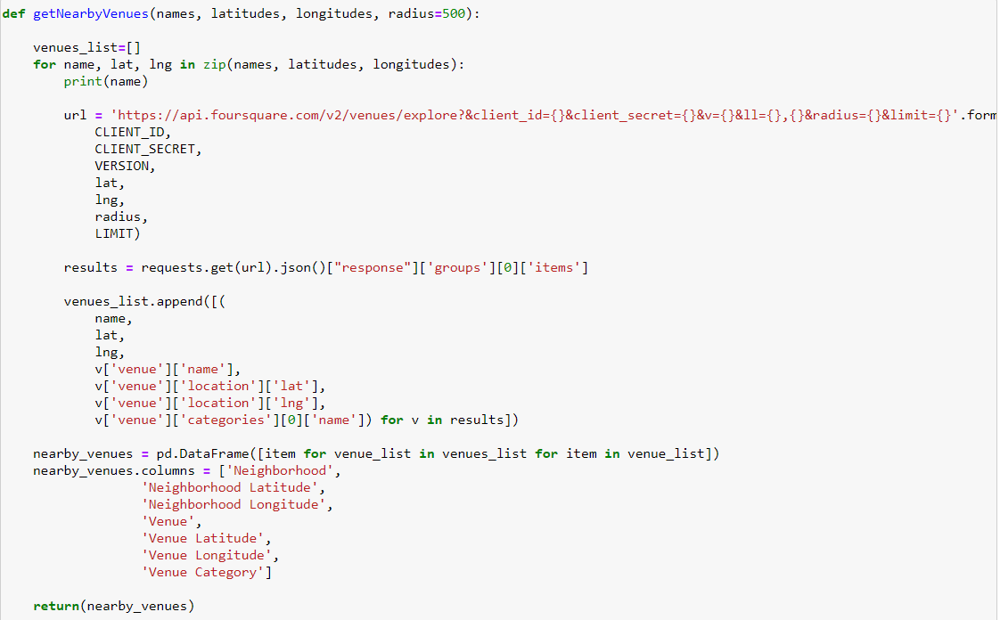 def getNearbyVenues(names, latitudes, longitudes, radius=500):
venues_list=[]
for name, lat, lng in zip(names, latitudes, longitudes):
print(name)
url = 'https://api.foursquare.com/v2/venues/explore?&client_id={}&client_secret={}&v={}&ll={},{}&radius={}&limit={}'.form
CLIENT_ID,
CLIENT_SECRET,
VERSION,
lat,
lng,
radius,
LIMIT)
results = requests.get(url).json()["response"]['groups'][0]['items']
venues_list.append([(
name,
lat,
lng,
v['venue']['name'],
v['venue']['location']['lat'],
v['venue']['location']['lng'],
v['venue']['categories'][0]['name']) for v in results])
nearby_venues = pd.DataFrame([item for venue_list in venues_list for item in venue_list])
nearby_venues.columns = ['Neighborhood',
'Neighborhood Latitude',
'Neighborhood Longitude',
'Venue',
'Venue Latitude',
'Venue Longitude',
'Venue Category']
return(nearby_venues)